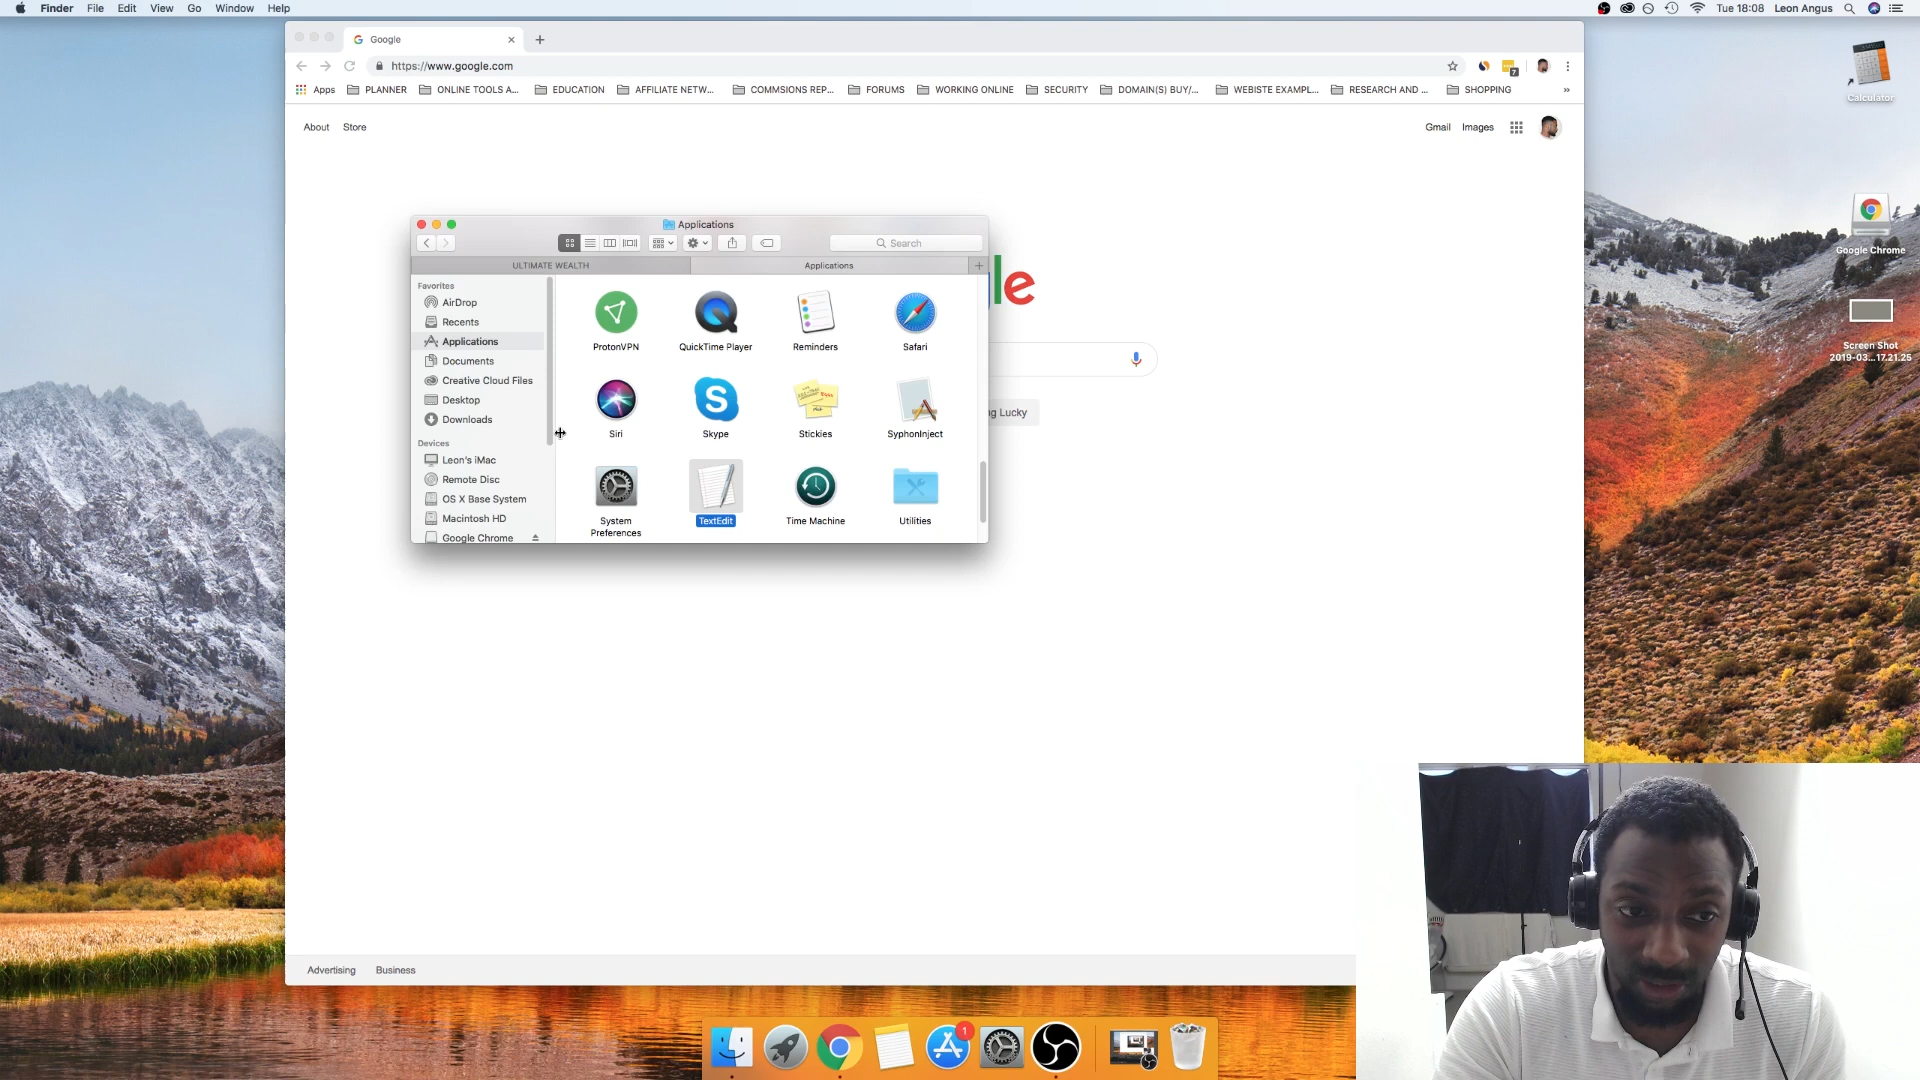 Finder File Edit View Go Window Help
Tue 18:08 Leon Angus
Google
https://www.google.com
7
Apps PLANNER ONLINE TOOLS A... EDUCATION AFFILIATE NETW... COMMSIONS REP... FORUMS WORKING ONLINE SECURITY DOMAIN(S) BUY/... WEBISTE EXAMPL... RESEARCH AND ... SHOPPING »
About Store
Gmail Images
Applications
Search
ULTIMATE WEALTH Applications
Favorites
AirDrop
Recents
Applications
Documents
Creative Cloud Files
Desktop
Downloads
Devices
Leon's iMac
Remote Disc
OS X Base System
Macintosh HD
Google Chrome
ProtonVPN QuickTime Player Reminders Safari
Siri Skype Stickies SyphonInject
System Preferences TextEdit Time Machine Utilities
le
ng Lucky
Calculator
Google Chrome
Screen Shot
2019-03...17.21.25
Advertising Business
1